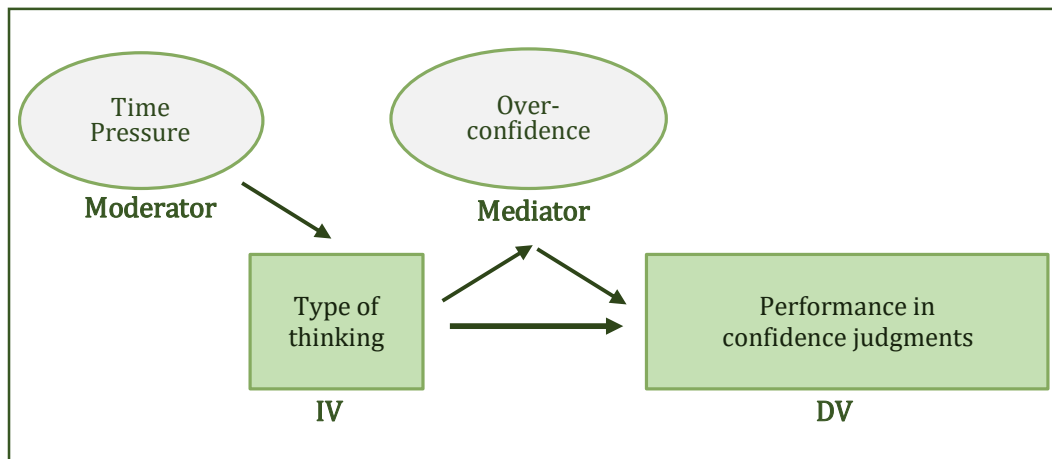 Time
Pressure
Over-
confidence
Moderator
Mediator
Type of
thinking
Performance in
confidence judgments
IV
DV